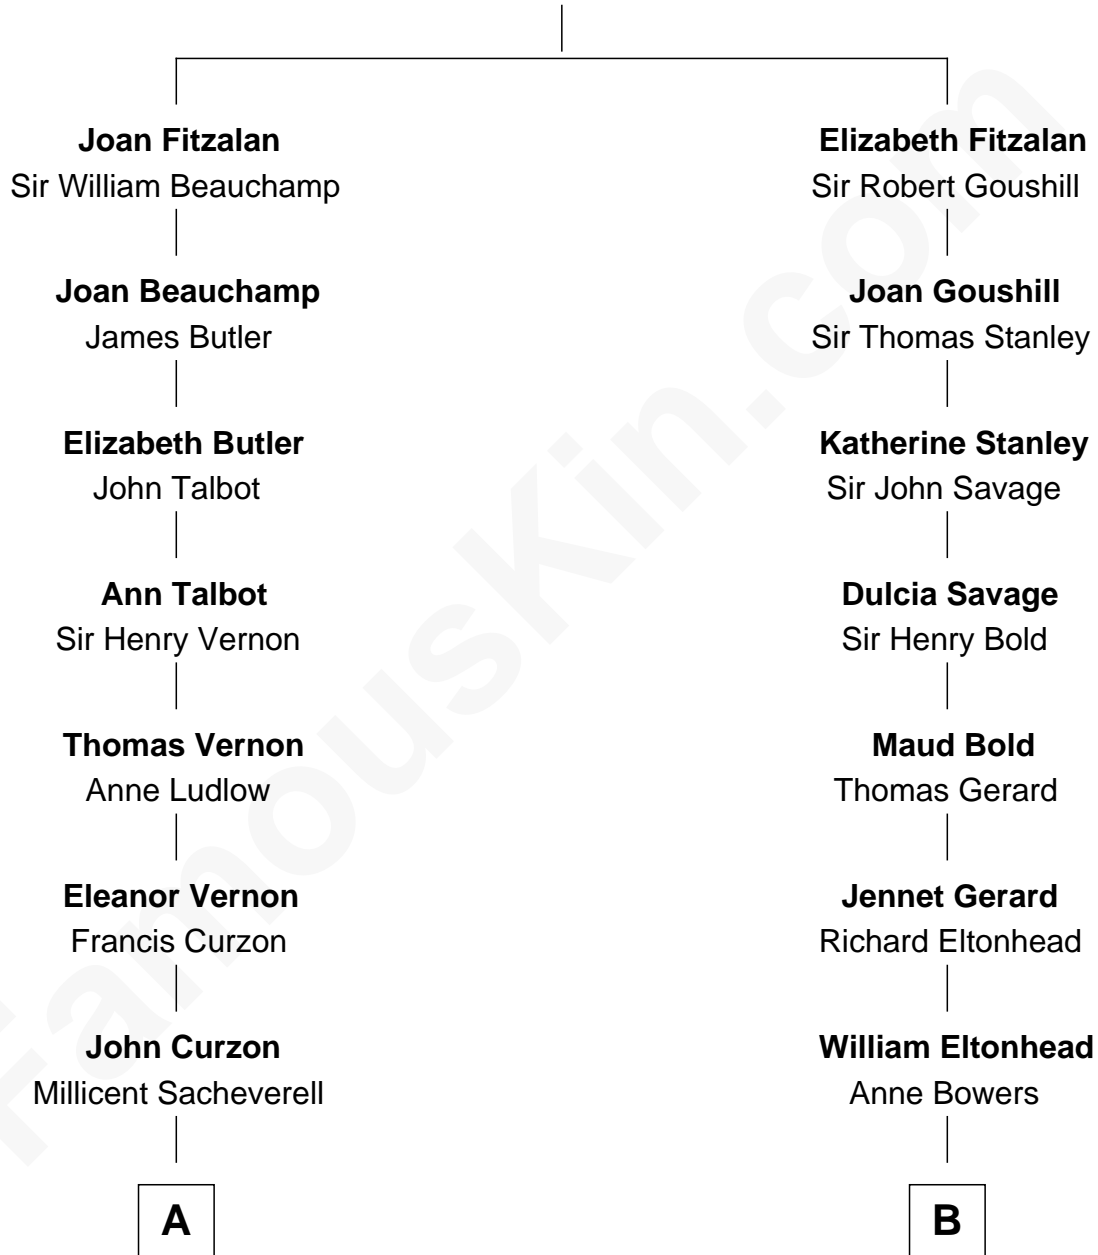 Joan Fitzalan
Sir William Beauchamp
Joan Beauchamp
James Butler
Elizabeth Butler
John Talbot
Ann Talbot
Sir Henry Vernon
Thomas Vernon
Anne Ludlow
Eleanor Vernon
Francis Curzon
John Curzon
Millicent Sacheverell
A
Elizabeth Fitzalan
Sir Robert Goushill
Joan Goushill
Sir Thomas Stanley
Katherine Stanley
Sir John Savage
Dulcia Savage
Sir Henry Bold
Maud Bold
Thomas Gerard
Jennet Gerard
Richard Eltonhead
William Eltonhead
Anne Bowers
B
FamousKin.com